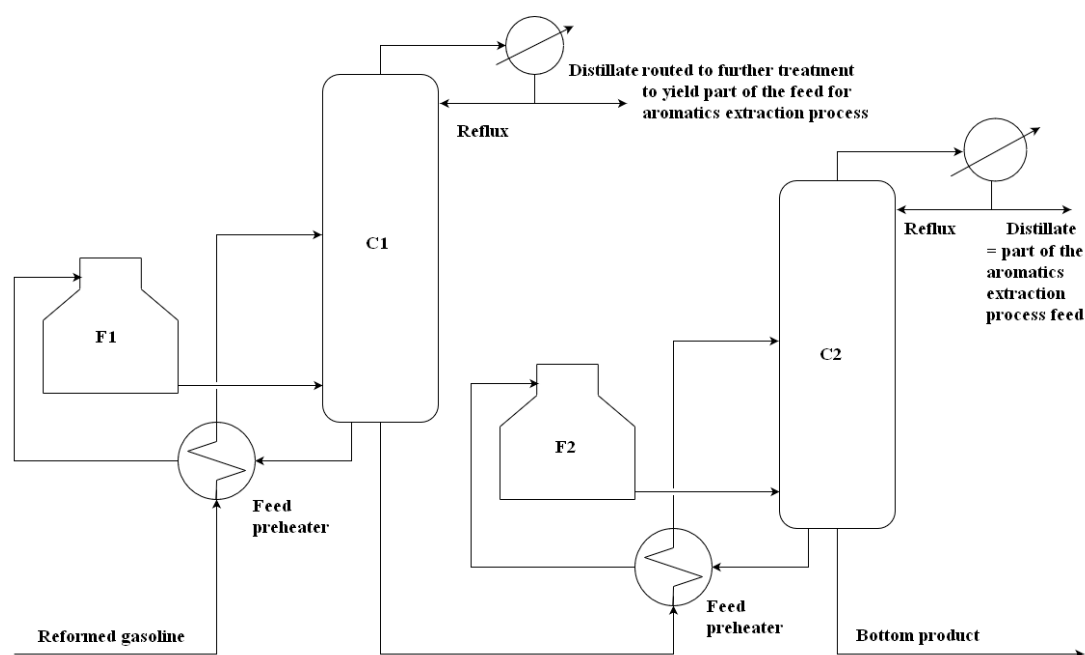 Distillate routed to further treatment
to yield part of the feed for
aromatics extraction process
Reflux
C1
F1
Feed
preheater
Reformed gasoline
Reflux
Distillate
= part of the
aromatics
extraction
process feed
C2
F2
Feed
preheater
Bottom product